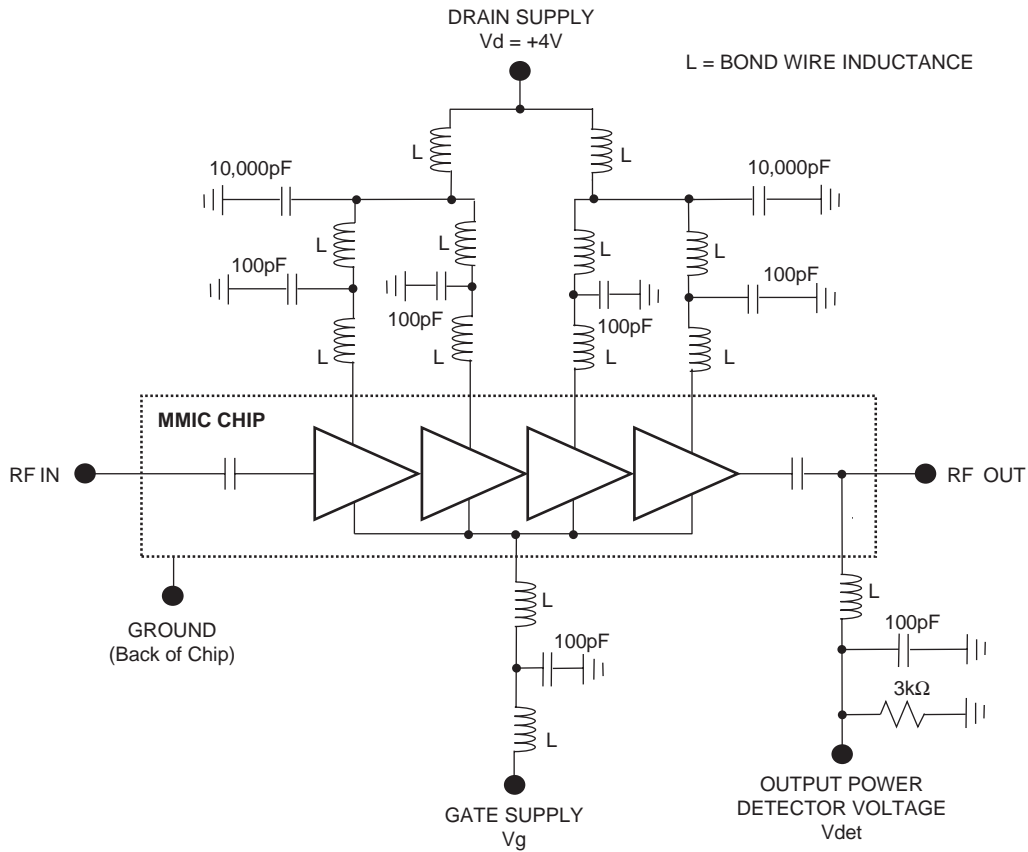 DRAIN SUPPLY
Vd = +4V
L = BOND WIRE INDUCTANCE
L
L
10,000pF
10,000pF
L
L
L
L
100pF
100pF
100pF
100pF
L
L
L
L
MMIC CHIP
RF IN
RF OUT
L
L
GROUND
(Back of Chip)
100pF
100pF
3kΩ
L
GATE SUPPLY
Vg
OUTPUT POWER
DETECTOR VOLTAGE
Vdet